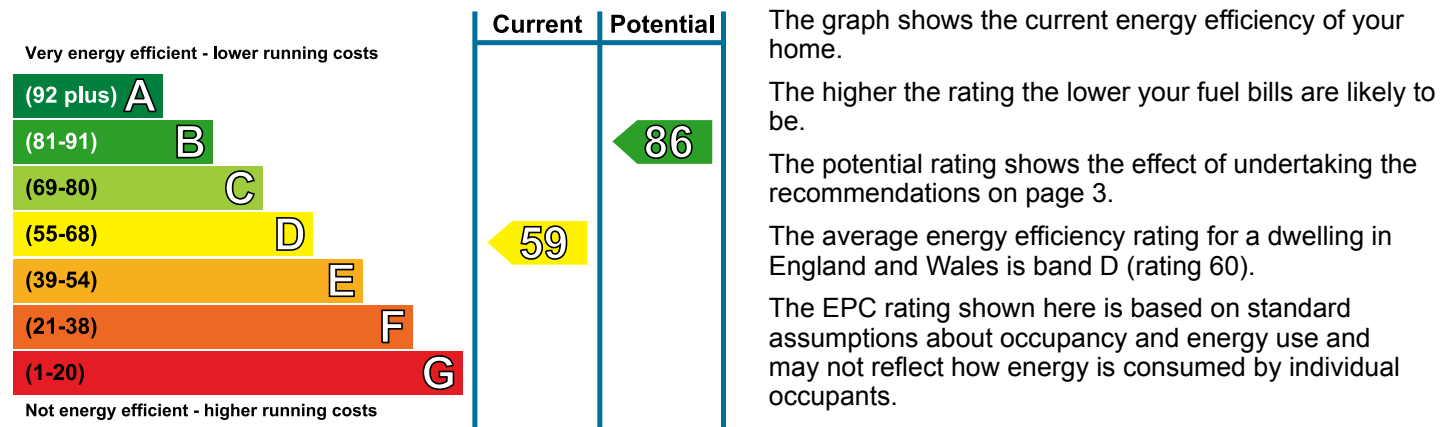 Current Potential
Very energy efficient - lower running costs
(92 plus) A
(81-91) B
86
(69-80) C
(55-68) D
59
(39-54) E
(21-38) F
(1-20) G
Not energy efficient - higher running costs
The graph shows the current energy efficiency of your
home.
The higher the rating the lower your fuel bills are likely to
be.
The potential rating shows the effect of undertaking the
recommendations on page 3.
The average energy efficiency rating for a dwelling in
England and Wales is band D (rating 60).
The EPC rating shown here is based on standard
assumptions about occupancy and energy use and
may not reflect how energy is consumed by individual
occupants.